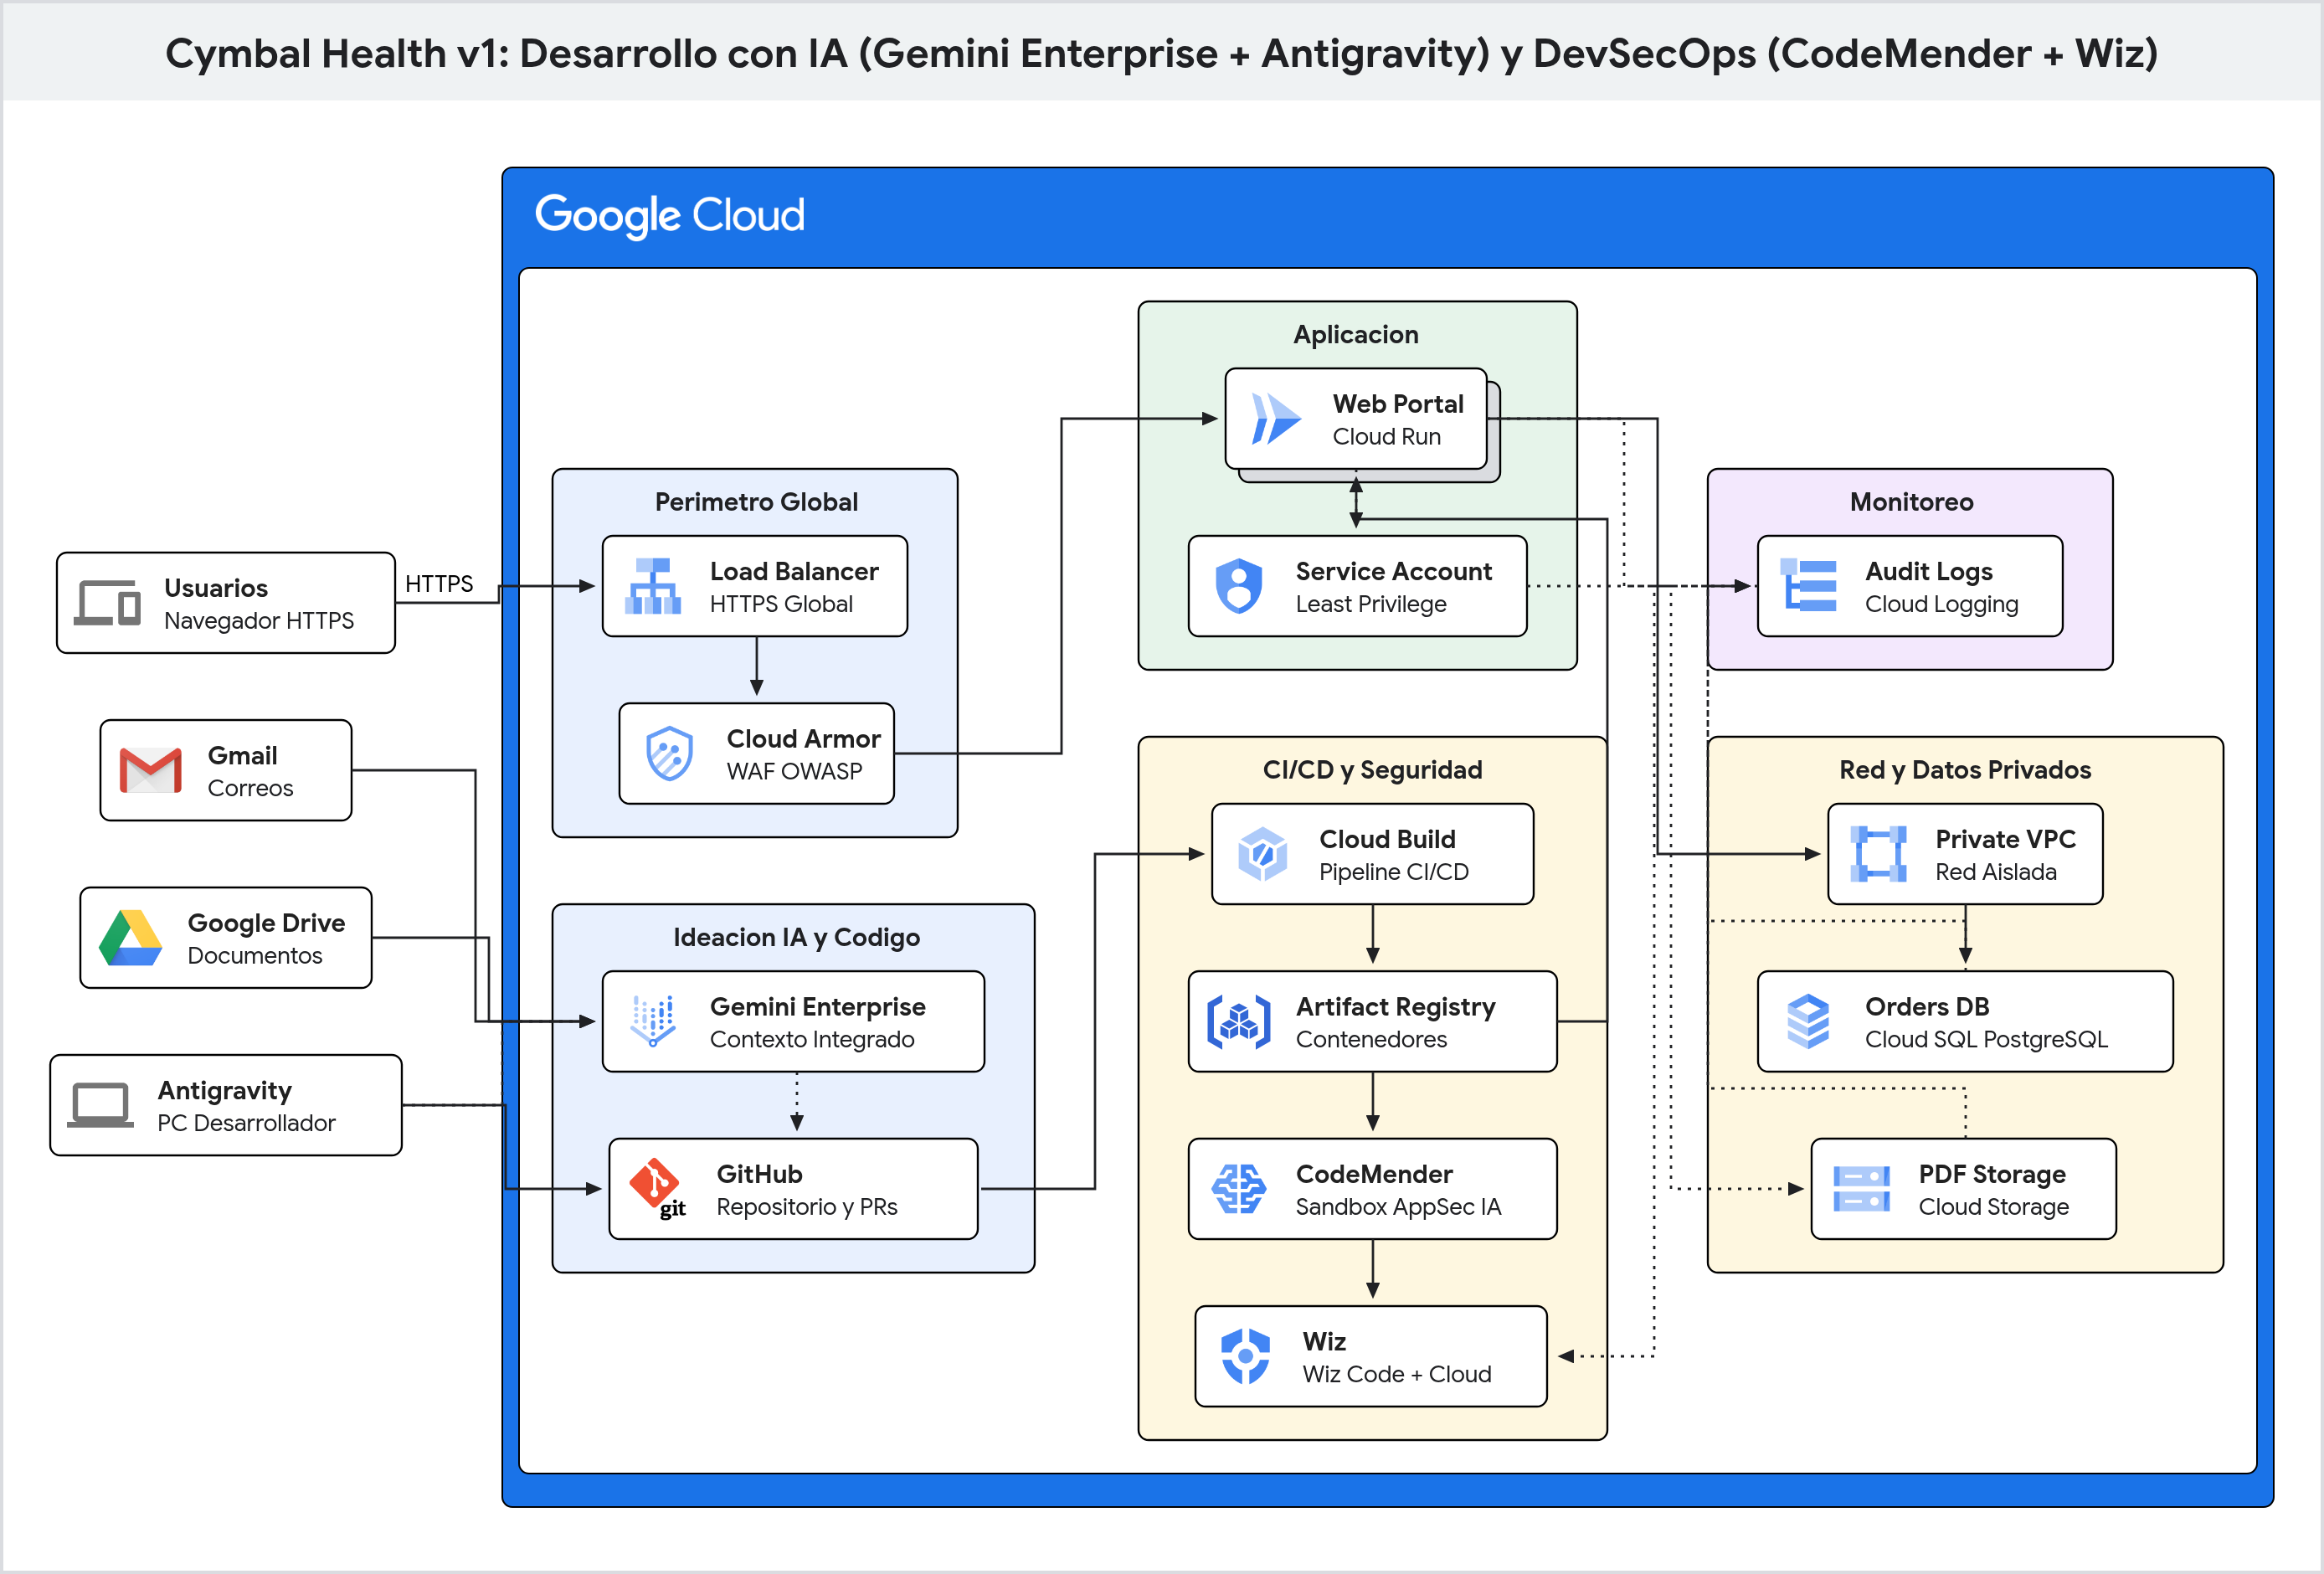 Cymbal Health v1: Desarrollo con IA (Gemini Enterprise + Antigravity) y DevSecOps (CodeMender + Wiz)
Google Cloud
Aplicacion
Web Portal
Cloud Run
Service Account
Least Privilege
Perimetro Global
Load Balancer
HTTPS Global
Cloud Armor
WAF OWASP
Monitoreo
Audit Logs
Cloud Logging
Usuarios
Navegador HTTPS
HTTPS
Gmail
Correos
Google Drive
Documentos
Antigravity
PC Desarrollador
Ideacion IA y Codigo
Gemini Enterprise
Contexto Integrado
GitHub
Repositorio y PRs
git
CI/CD y Seguridad
Cloud Build
Pipeline CI/CD
Artifact Registry
Contenedores
CodeMender
Sandbox AppSec IA
Wiz
Wiz Code + Cloud
Red y Datos Privados
Private VPC
Red Aislada
Orders DB
Cloud SQL PostgreSQL
PDF Storage
Cloud Storage